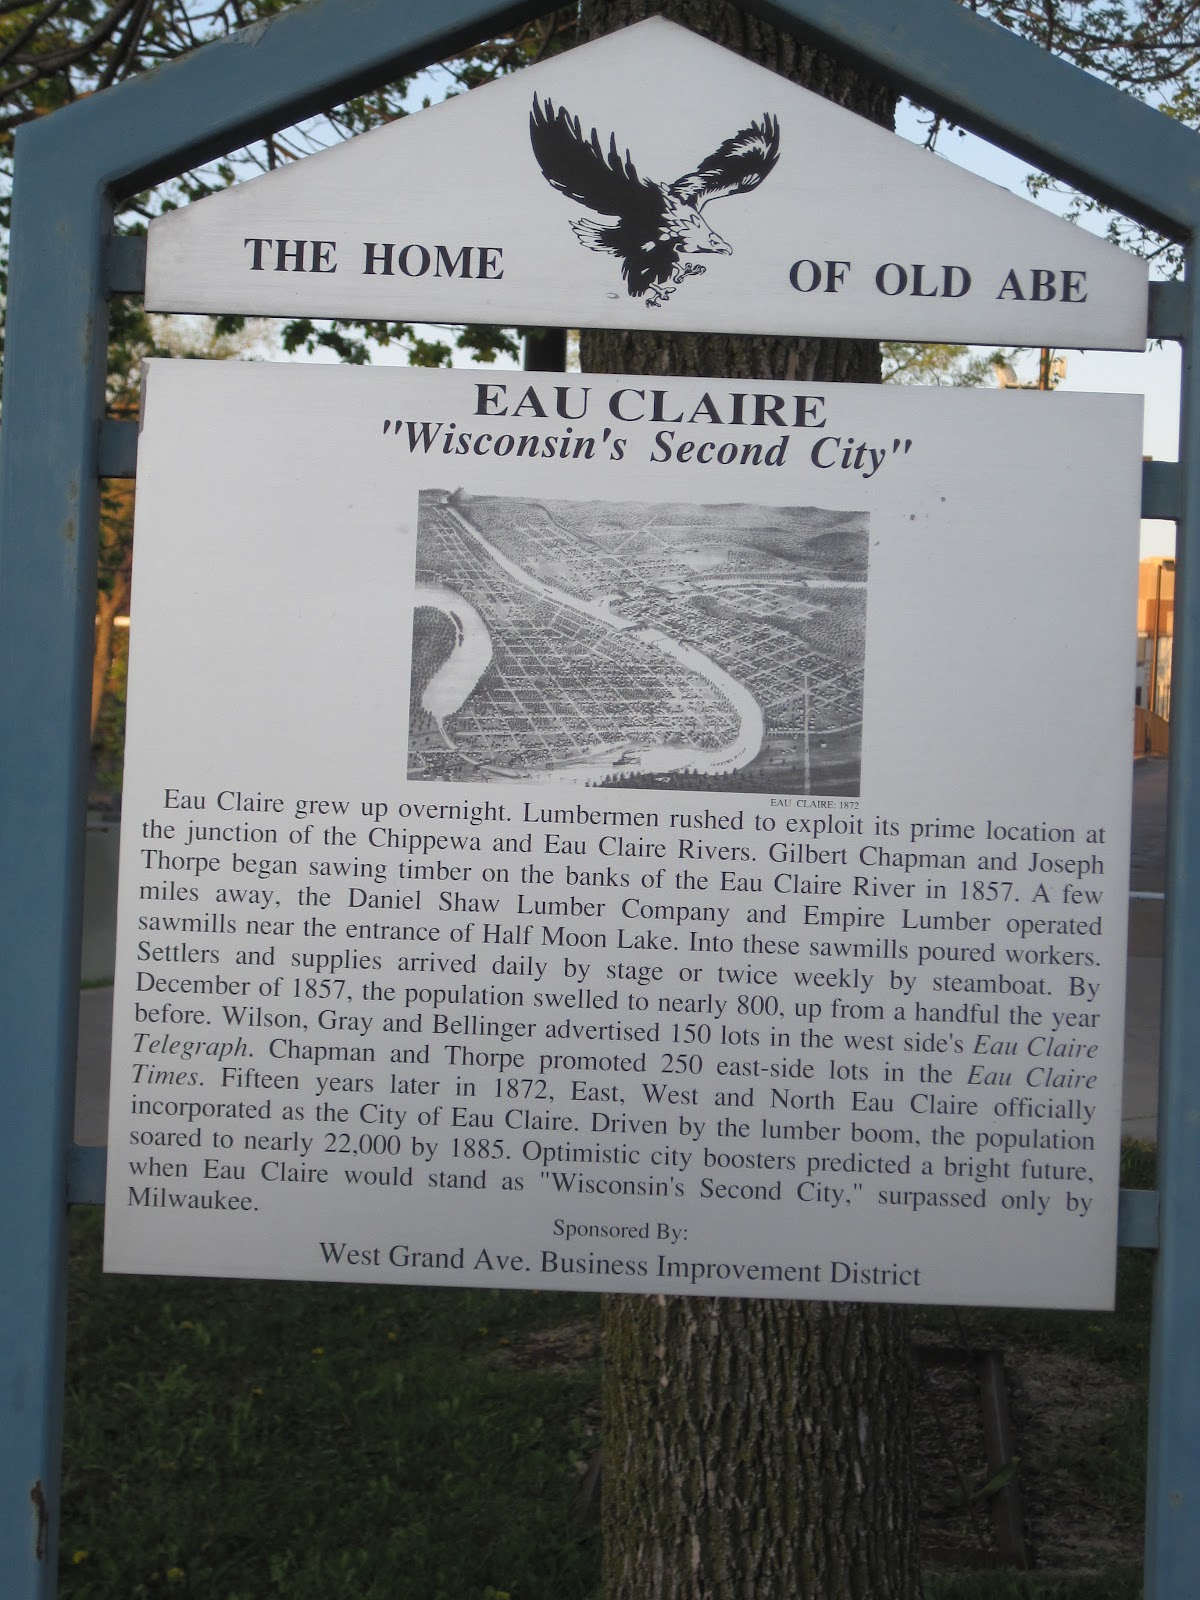 THE HOME OF OLD ABE
EAU CLAIRE
"Wisconsin's Second City"
EAU CLAIRE: 1872
Eau Claire grew up overnight. Lumbermen rushed to exploit its prime location at
the junction of the Chippewa and Eau Claire Rivers. Gilbert Chapman and Joseph
Thorpe began sawing timber on the banks of the Eau Claire River in 1857. A few
miles away, the Daniel Shaw Lumber Company and Empire Lumber operated
sawmills near the entrance of Half Moon Lake. Into these sawmills poured workers.
Settlers and supplies arrived daily by stage or twice weekly by steamboat. By
December of 1857, the population swelled to nearly 800, up from a handful the year
before. Wilson, Gray and Bellinger advertised 150 lots in the west side's Eau Claire
Telegraph. Chapman and Thorpe promoted 250 east-side lots in the Eau Claire
Times. Fifteen years later in 1872, East, West and North Eau Claire officially
incorporated as the City of Eau Claire. Driven by the lumber boom, the population
soared to nearly 22,000 by 1885. Optimistic city boosters predicted a bright future,
when Eau Claire would stand as "Wisconsin's Second City," surpassed only by
Milwaukee.
Sponsored By:
West Grand Ave. Business Improvement District